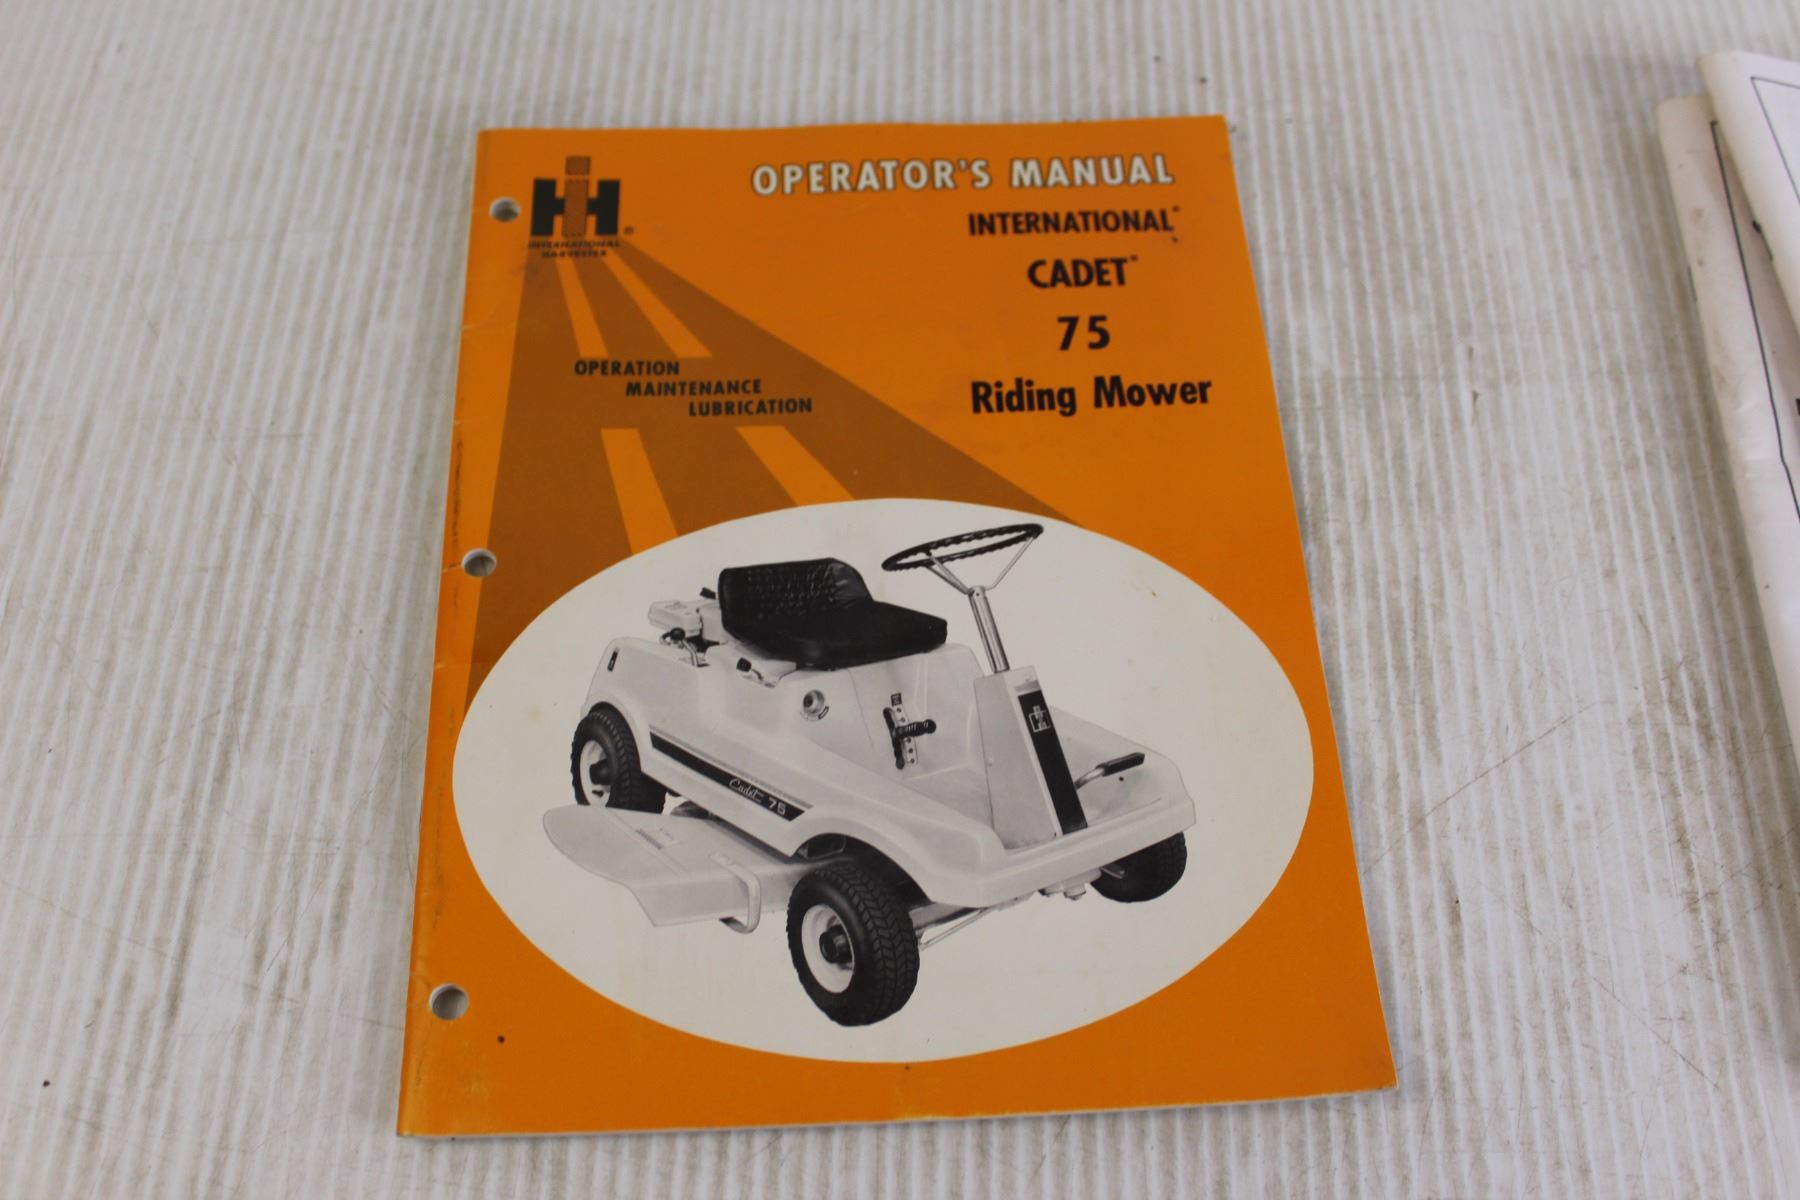 IH
INTERNATIONAL
HARVESTER
OPERATOR'S MANUAL
INTERNATIONAL
CADET
75
Riding Mower
OPERATION
MAINTENANCE
LUBRICATION
Cadet 75